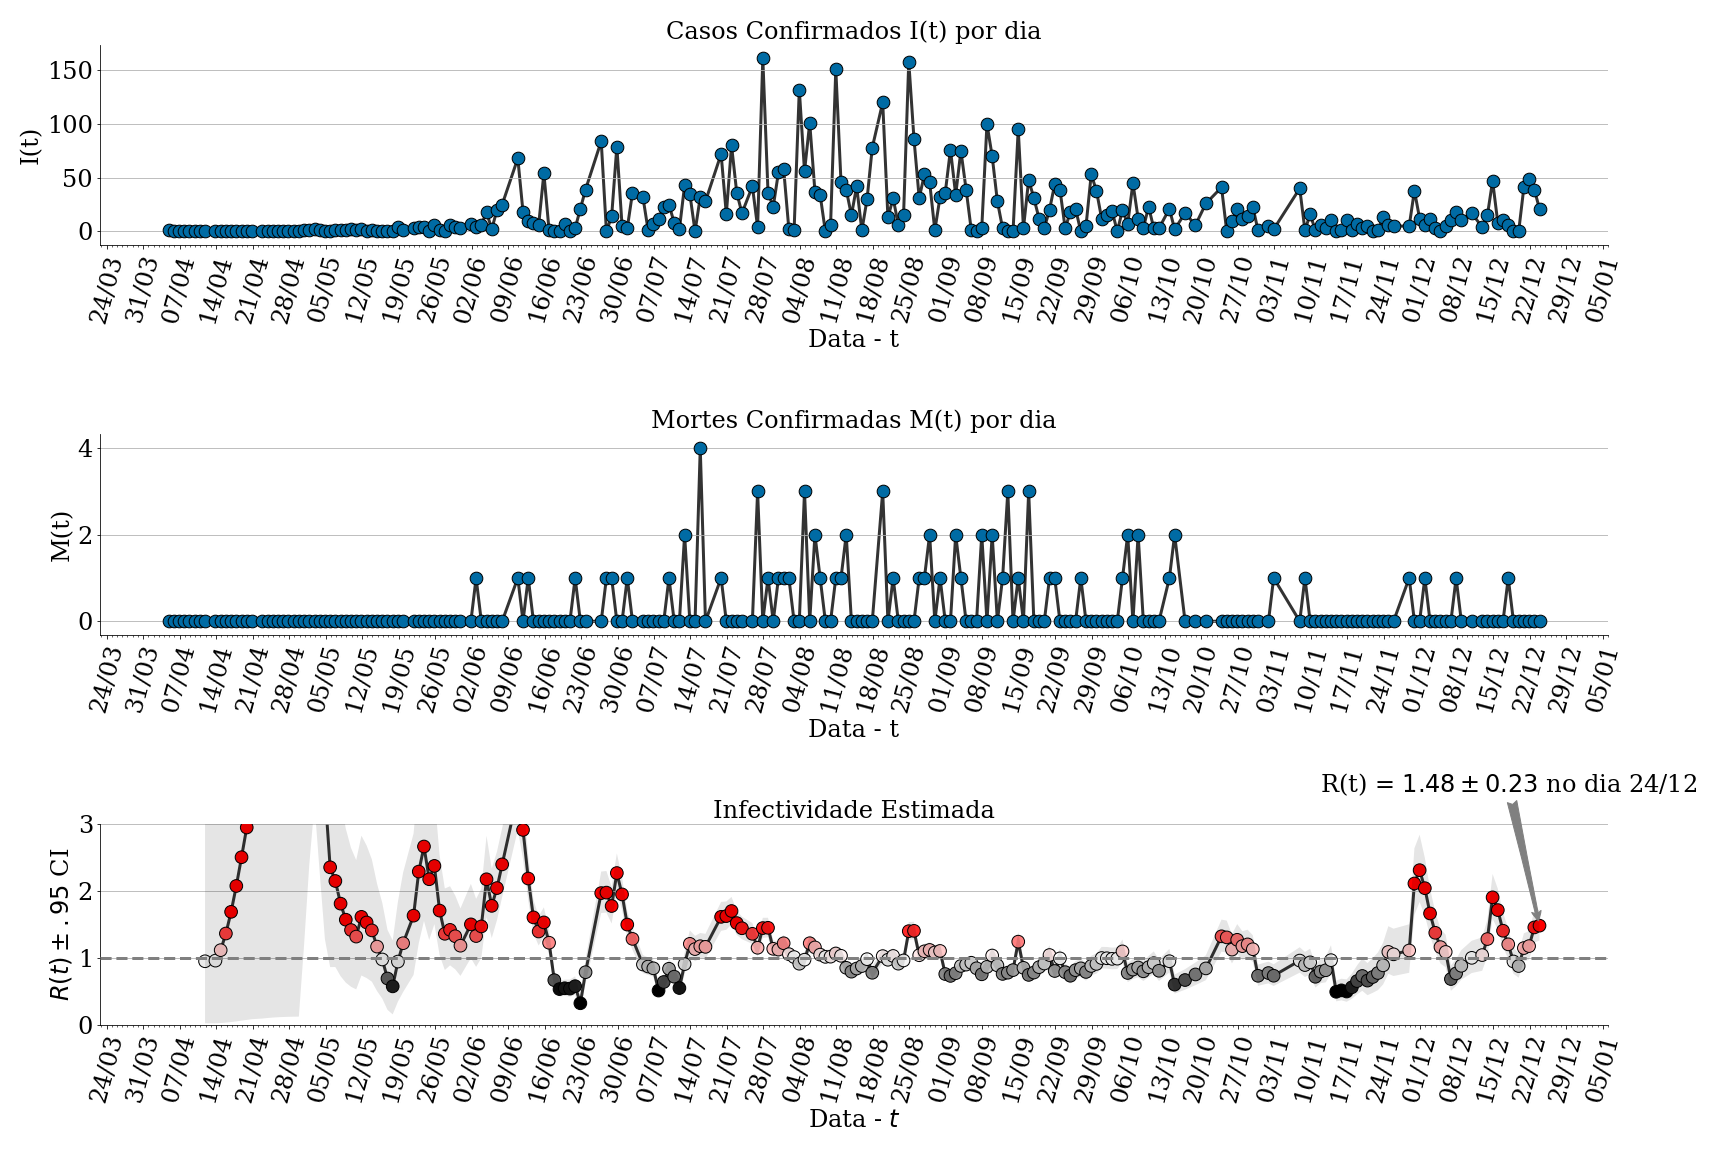 Casos Confirmados I(t) por dia
I(t)
150
100
50
0
24/03 31/03 07/04 14/04 21/04 28/04 05/05 12/05 19/05 26/05 02/06 09/06 16/06 23/06 30/06 07/07 14/07 21/07 28/07 04/08 11/08 18/08 25/08 01/09 08/09 15/09 22/09 29/09 06/10 13/10 20/10 27/10 03/11 10/11 17/11 24/11 01/12 08/12 15/12 22/12 29/12 05/01
Data - t
Mortes Confirmadas M(t) por dia
M(t)
4
2
0
24/03 31/03 07/04 14/04 21/04 28/04 05/05 12/05 19/05 26/05 02/06 09/06 16/06 23/06 30/06 07/07 14/07 21/07 28/07 04/08 11/08 18/08 25/08 01/09 08/09 15/09 22/09 29/09 06/10 13/10 20/10 27/10 03/11 10/11 17/11 24/11 01/12 08/12 15/12 22/12 29/12 05/01
Data - t
R(t) = 1.48 ± 0.23 no dia 24/12
Infectividade Estimada
R(t) ± .95 CI
3
2
1
0
24/03 31/03 07/04 14/04 21/04 28/04 05/05 12/05 19/05 26/05 02/06 09/06 16/06 23/06 30/06 07/07 14/07 21/07 28/07 04/08 11/08 18/08 25/08 01/09 08/09 15/09 22/09 29/09 06/10 13/10 20/10 27/10 03/11 10/11 17/11 24/11 01/12 08/12 15/12 22/12 29/12 05/01
Data - t